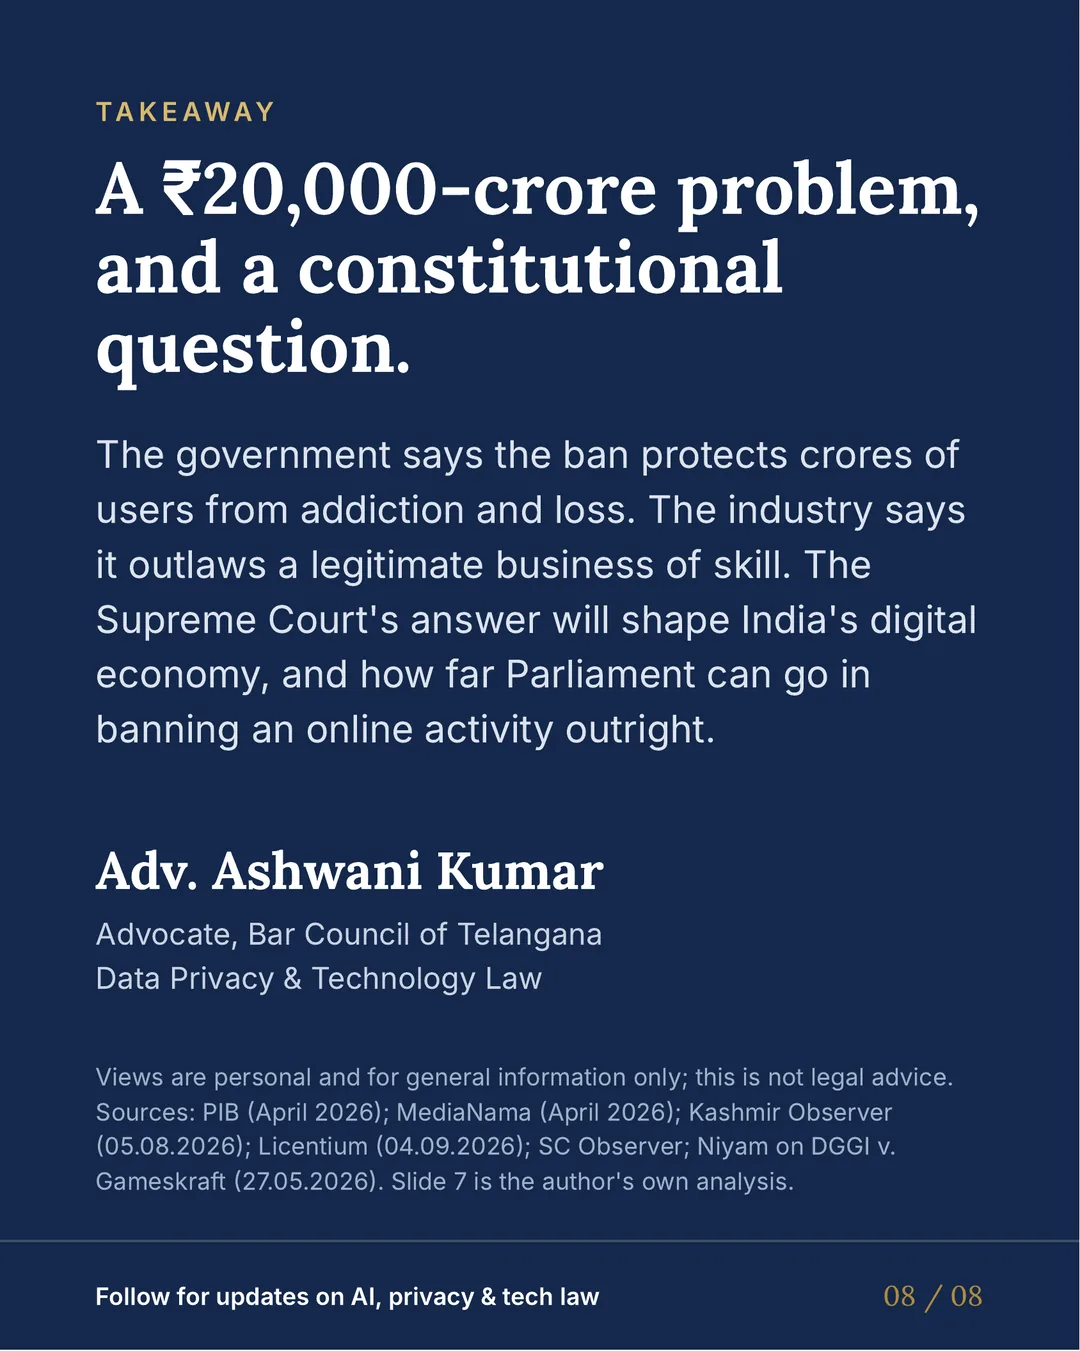 TAKEAWAY
A ₹20,000-crore problem,
and a constitutional
question.
The government says the ban protects crores of
users from addiction and loss. The industry says
it outlaws a legitimate business of skill. The
Supreme Court's answer will shape India's digital
economy, and how far Parliament can go in
banning an online activity outright.
Adv. Ashwani Kumar
Advocate, Bar Council of Telangana
Data Privacy & Technology Law
Views are personal and for general information only; this is not legal advice.
Sources: PIB (April 2026); MediaNama (April 2026); Kashmir Observer
(05.08.2026); Licentium (04.09.2026); SC Observer; Niyam on DGGI v.
Gameskraft (27.05.2026). Slide 7 is the author's own analysis.
Follow for updates on AI, privacy & tech law
08 / 08